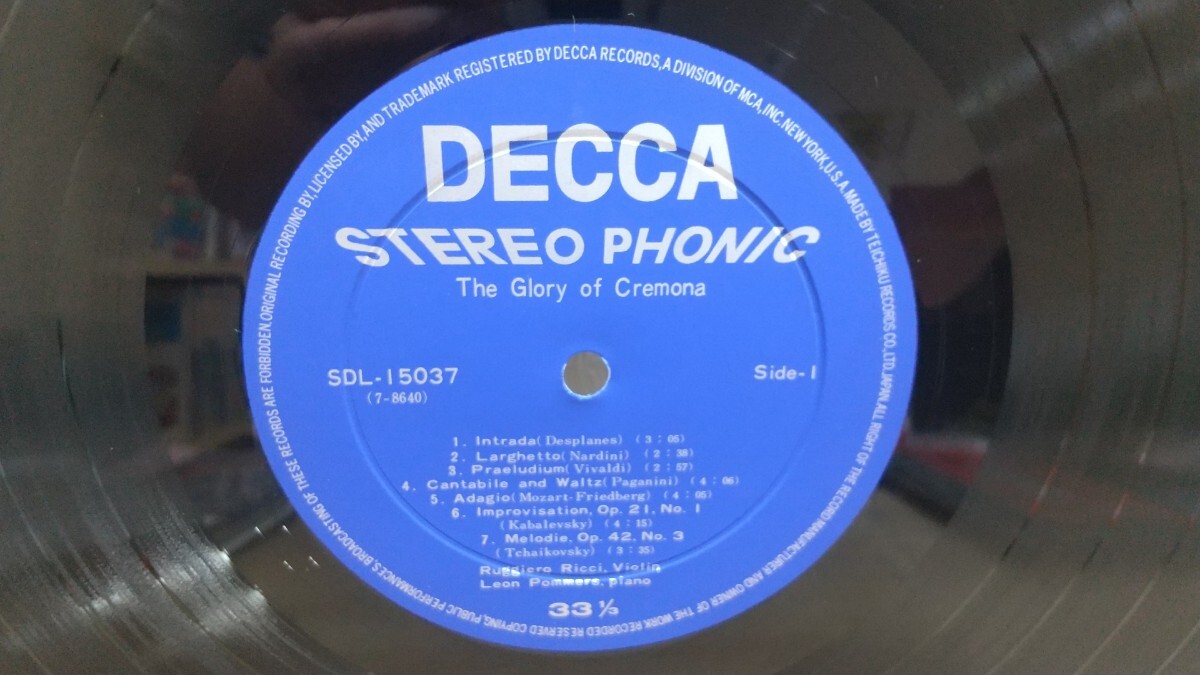 DECCA
STEREO PHONIC
The Glory of Cremona
SDL-15037
(7-8640)
Side-1
1. Intrada(Desplanes) (3:05)
2. Larghetto(Nardini) (2:38)
3. Praeludium(Vivaldi) (2:57)
4. Cantabile and Waltz(Paganini) (4:06)
5. Adagio(Mozart-Friedberg) (4:05)
6. Improvisation, Op. 21, No. 1
(Kabalevsky) (4:15)
7. Melodie, Op. 42, No. 3
(Tchaikovsky) (3:35)
Ruggiero Ricci, Violin
Leon Pommers, piano
33 1/3
ALL RIGHT OF THE RECORD MANUFACTURER AND OWNER OF THE WORK RECORDED RESERVED COPYING, PUBLIC PERFORMANCES, BROADCASTING OF THESE RECORDS ARE FORBIDDEN. ORIGINAL RECORDING BY, LICENSED BY, AND TRADEMARK REGISTERED BY DECCA RECORDS, A DIVISION OF MCA, INC. NEW YORK, U.S.A. MADE BY TEICHIKU RECORDS CO., LTD. JAPAN.